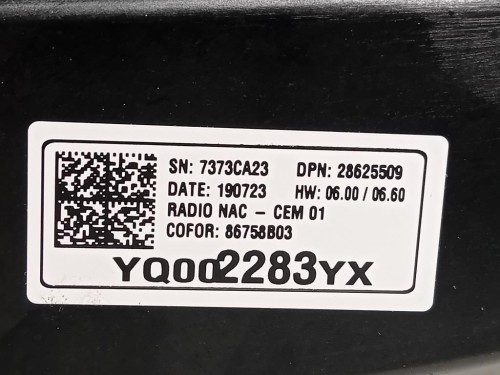 SN: 7373CA23 DPN: 28625509
DATE: 190723 HW: 06.00 / 06.60
RADIO NAC - CEM 01
COFOR: 86758B03
YQ002283YX